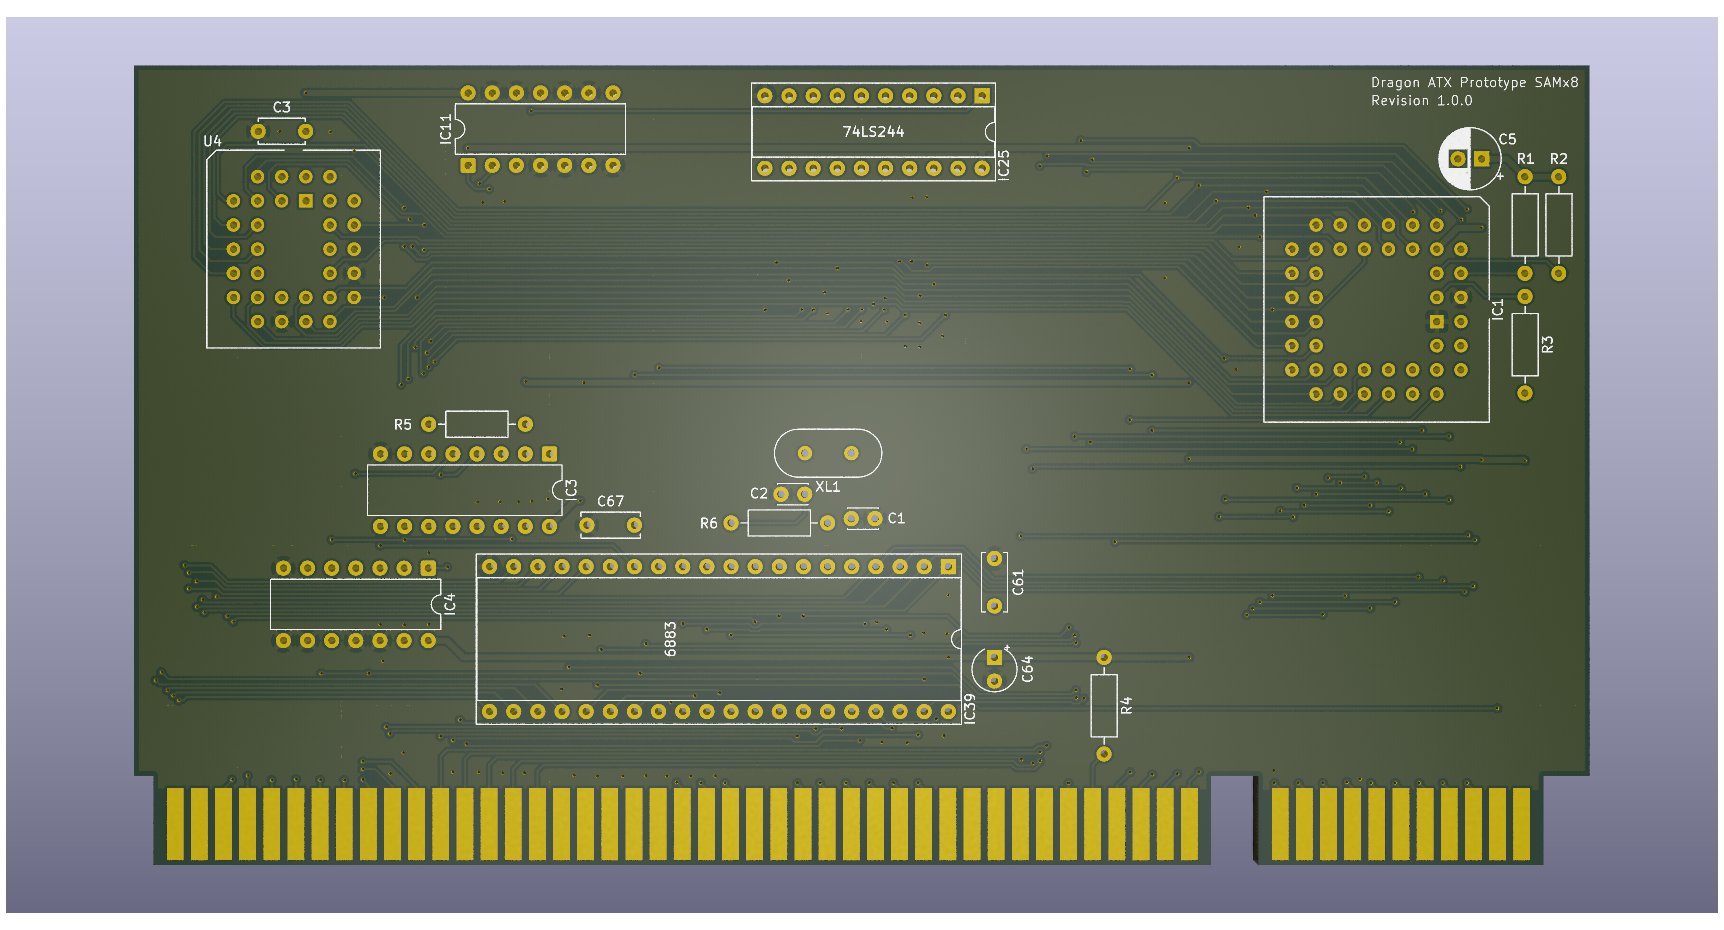 Dragon ATX Prototype SAMx8
Revision 1.0.0
C3
U4
IC11
74LS244
IC25
C5
+
R1
R2
IC1
R3
R5
IC3
C67
XL1
C2
R6
C1
IC4
6883
IC39
C61
+
C64
R4